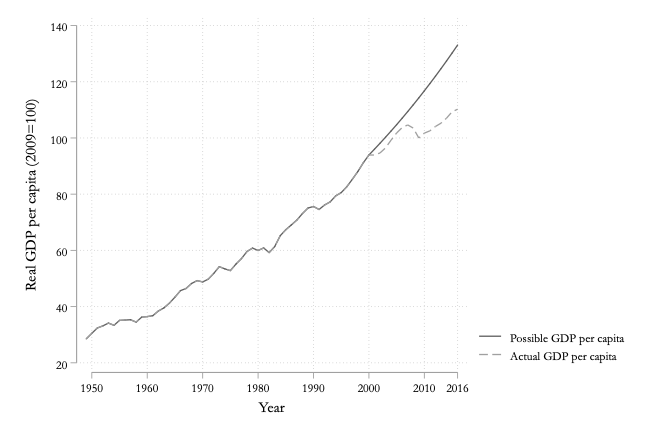 140
120
100
80
60
40
20
Real GDP per capita (2009=100)
1950 1960 1970 1980 1990 2000 2010 2016
Year
Possible GDP per capita
Actual GDP per capita